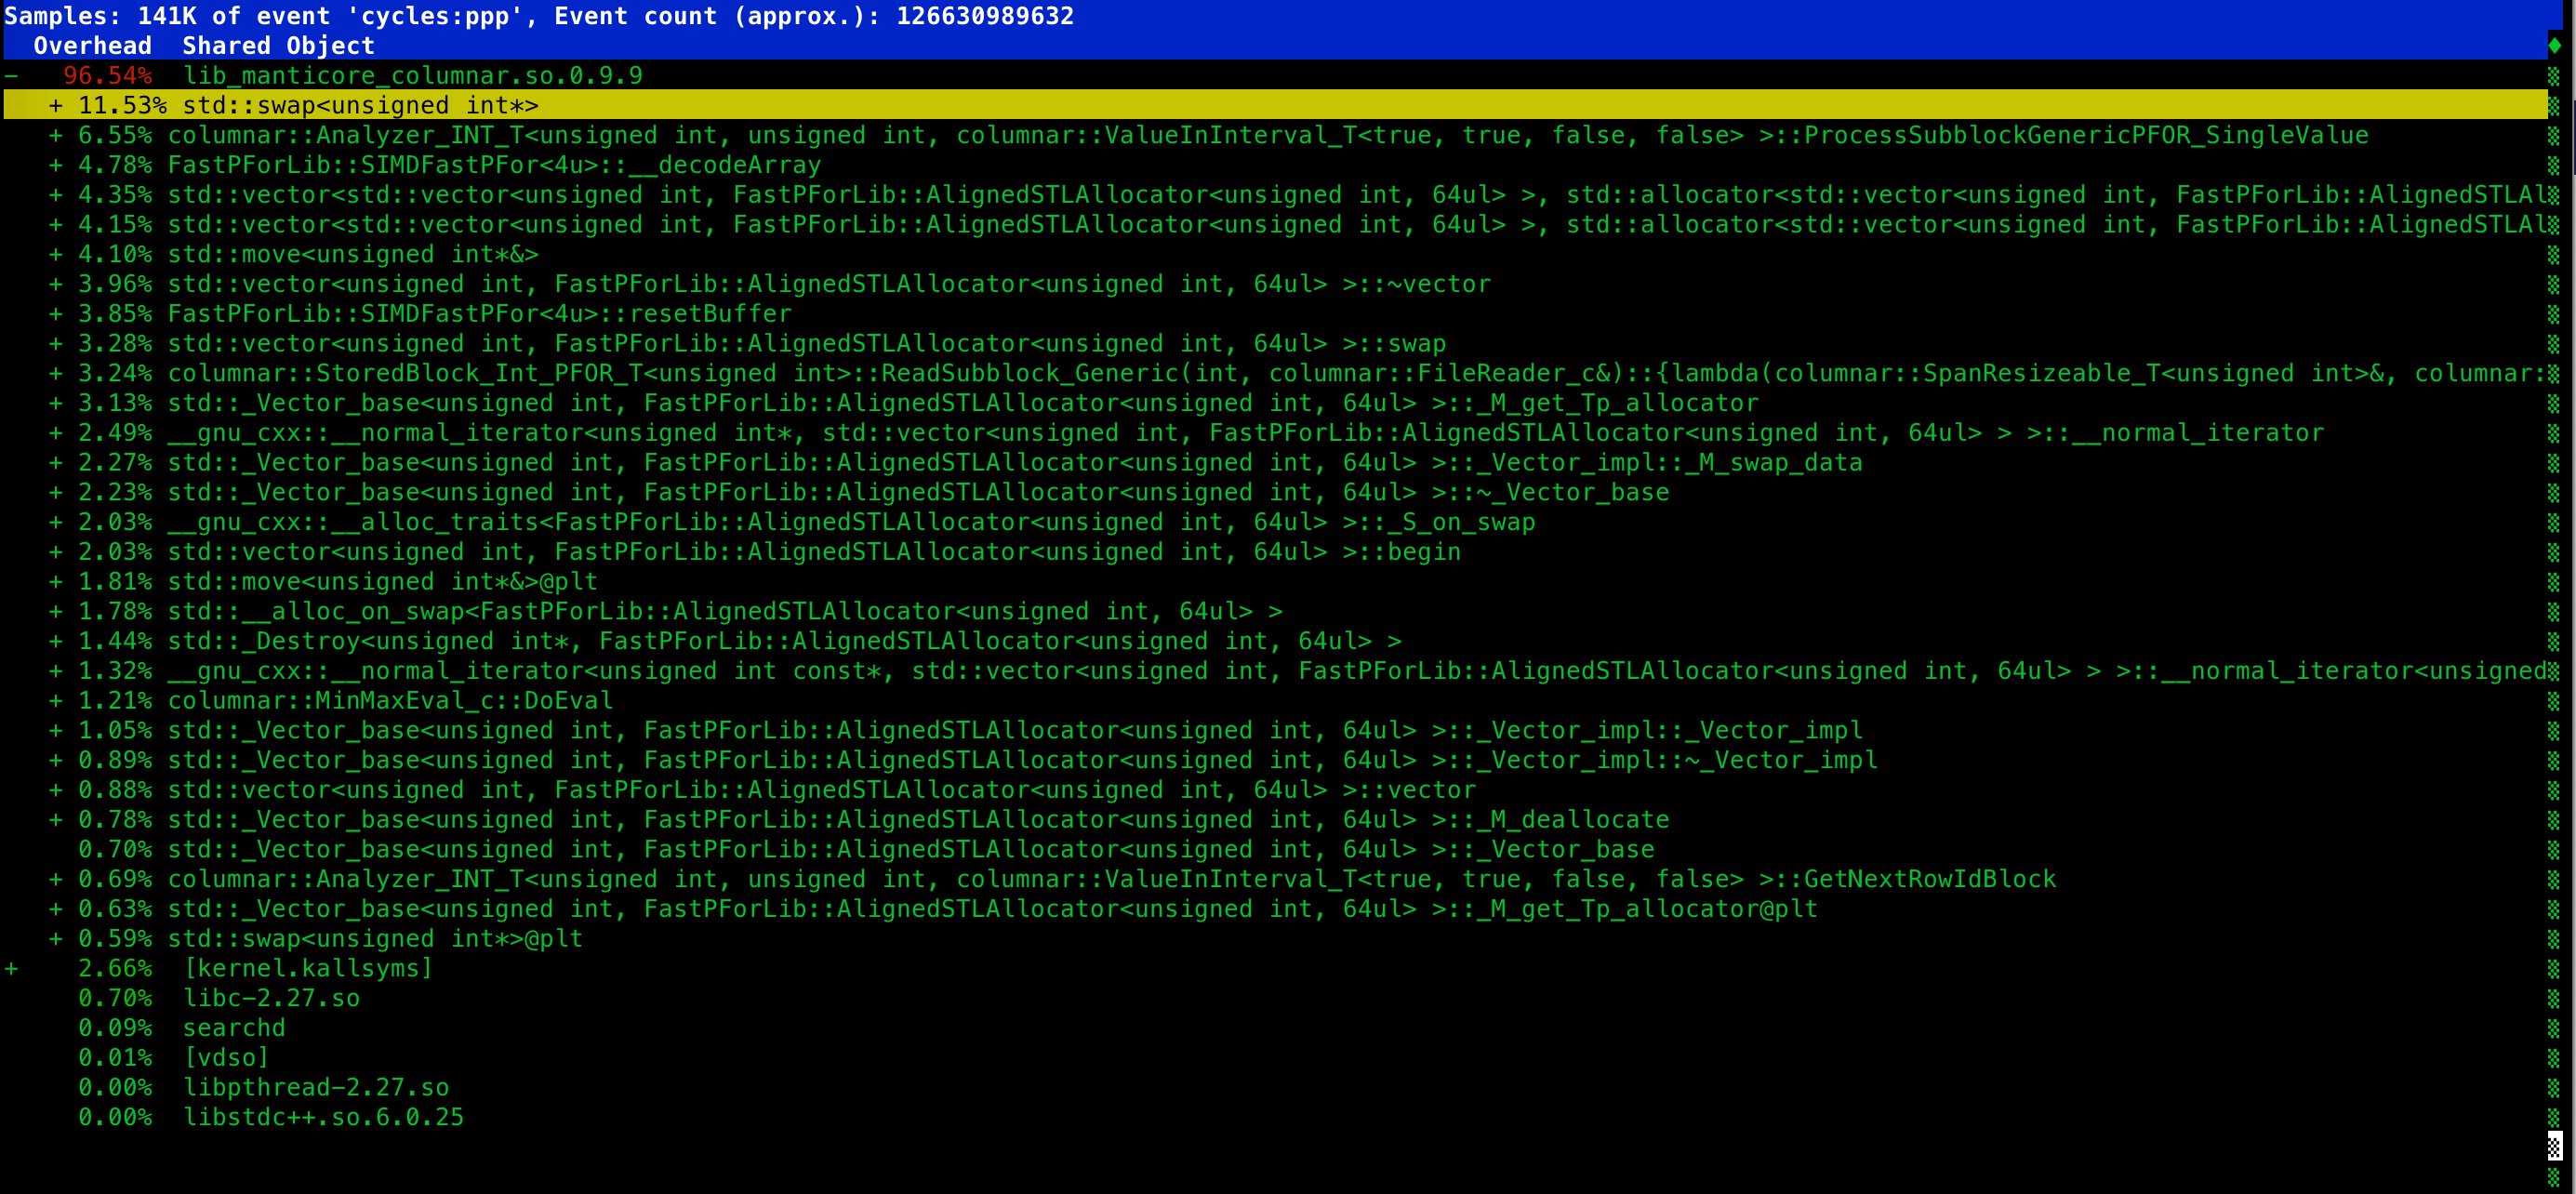 Samples: 141K of event 'cycles:ppp', Event count (approx.): 126630989632
Overhead Shared Object
− 96.54% lib_manticore_columnar.so.0.9.9
+ 11.53% std::swap<unsigned int*>
+ 6.55% columnar::Analyzer_INT_T<unsigned int, unsigned int, columnar::ValueInInterval_T<true, true, false, false> >::ProcessSubblockGenericPFOR_SingleValue
+ 4.78% FastPForLib::SIMDFastPFor<4u>::__decodeArray
+ 4.35% std::vector<std::vector<unsigned int, FastPForLib::AlignedSTLAllocator<unsigned int, 64ul> >, std::allocator<std::vector<unsigned int, FastPForLib::AlignedSTLAl
+ 4.15% std::vector<std::vector<unsigned int, FastPForLib::AlignedSTLAllocator<unsigned int, 64ul> >, std::allocator<std::vector<unsigned int, FastPForLib::AlignedSTLAl
+ 4.10% std::move<unsigned int*&>
+ 3.96% std::vector<unsigned int, FastPForLib::AlignedSTLAllocator<unsigned int, 64ul> >::~vector
+ 3.85% FastPForLib::SIMDFastPFor<4u>::resetBuffer
+ 3.28% std::vector<unsigned int, FastPForLib::AlignedSTLAllocator<unsigned int, 64ul> >::swap
+ 3.24% columnar::StoredBlock_Int_PFOR_T<unsigned int>::ReadSubblock_Generic(int, columnar::FileReader_c&)::{lambda(columnar::SpanResizeable_T<unsigned int>&, columnar:
+ 3.13% std::_Vector_base<unsigned int, FastPForLib::AlignedSTLAllocator<unsigned int, 64ul> >::_M_get_Tp_allocator
+ 2.49% __gnu_cxx::__normal_iterator<unsigned int*, std::vector<unsigned int, FastPForLib::AlignedSTLAllocator<unsigned int, 64ul> > >::__normal_iterator
+ 2.27% std::_Vector_base<unsigned int, FastPForLib::AlignedSTLAllocator<unsigned int, 64ul> >::_Vector_impl::_M_swap_data
+ 2.23% std::_Vector_base<unsigned int, FastPForLib::AlignedSTLAllocator<unsigned int, 64ul> >::~_Vector_base
+ 2.03% __gnu_cxx::__alloc_traits<FastPForLib::AlignedSTLAllocator<unsigned int, 64ul> >::_S_on_swap
+ 2.03% std::vector<unsigned int, FastPForLib::AlignedSTLAllocator<unsigned int, 64ul> >::begin
+ 1.81% std::move<unsigned int*&>@plt
+ 1.78% std::__alloc_on_swap<FastPForLib::AlignedSTLAllocator<unsigned int, 64ul> >
+ 1.44% std::_Destroy<unsigned int*, FastPForLib::AlignedSTLAllocator<unsigned int, 64ul> >
+ 1.32% __gnu_cxx::__normal_iterator<unsigned int const*, std::vector<unsigned int, FastPForLib::AlignedSTLAllocator<unsigned int, 64ul> > >::__normal_iterator<unsigned
+ 1.21% columnar::MinMaxEval_c::DoEval
+ 1.05% std::_Vector_base<unsigned int, FastPForLib::AlignedSTLAllocator<unsigned int, 64ul> >::_Vector_impl::_Vector_impl
+ 0.89% std::_Vector_base<unsigned int, FastPForLib::AlignedSTLAllocator<unsigned int, 64ul> >::_Vector_impl::~_Vector_impl
+ 0.88% std::vector<unsigned int, FastPForLib::AlignedSTLAllocator<unsigned int, 64ul> >::vector
+ 0.78% std::_Vector_base<unsigned int, FastPForLib::AlignedSTLAllocator<unsigned int, 64ul> >::_M_deallocate
0.70% std::_Vector_base<unsigned int, FastPForLib::AlignedSTLAllocator<unsigned int, 64ul> >::_Vector_base
+ 0.69% columnar::Analyzer_INT_T<unsigned int, unsigned int, columnar::ValueInInterval_T<true, true, false, false> >::GetNextRowIdBlock
+ 0.63% std::_Vector_base<unsigned int, FastPForLib::AlignedSTLAllocator<unsigned int, 64ul> >::_M_get_Tp_allocator@plt
+ 0.59% std::swap<unsigned int*>@plt
+ 2.66% [kernel.kallsyms]
0.70% libc−2.27.so
0.09% searchd
0.01% [vdso]
0.00% libpthread−2.27.so
0.00% libstdc++.so.6.0.25